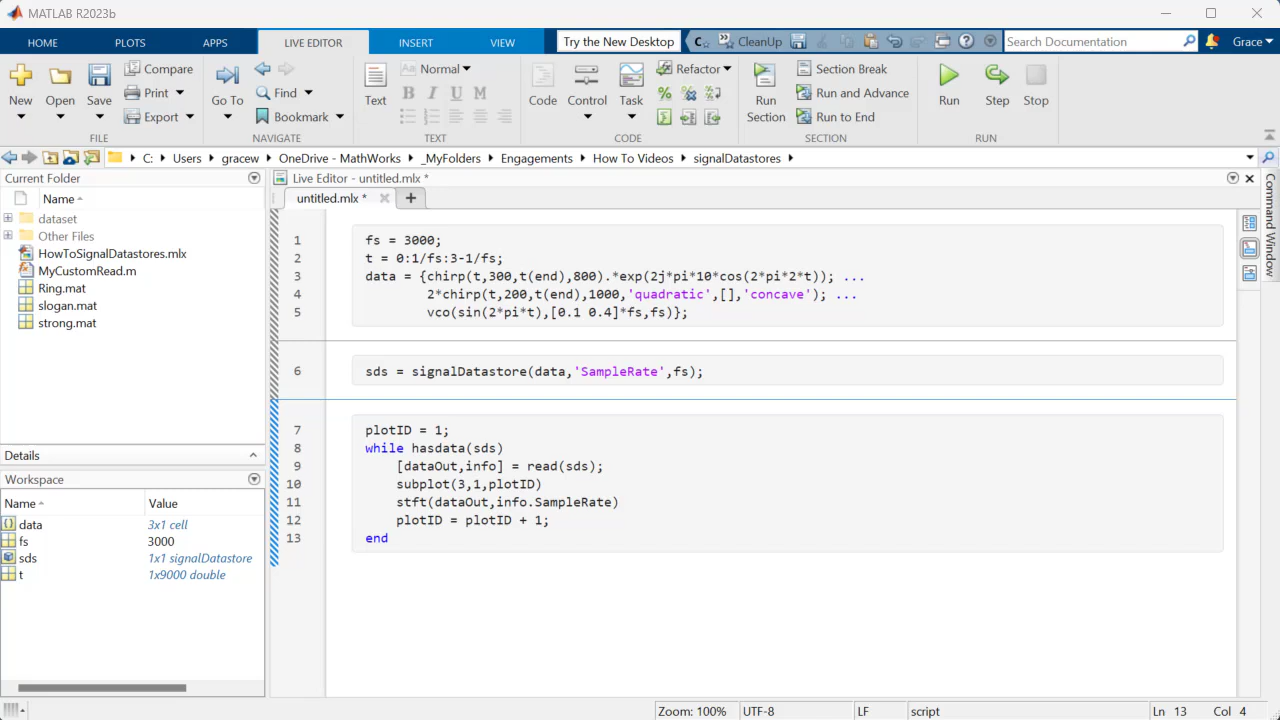 MATLAB R2023b
HOME PLOTS APPS LIVE EDITOR INSERT VIEW Try the New Desktop CleanUp Search Documentation Grace
New Open Save Compare Print Export
FILE
Go To Find Bookmark
NAVIGATE
Text Aa Normal B I U M
TEXT
Code Control Task Refactor
CODE
Run Section Section Break Run and Advance Run to End
SECTION
Run Step Stop
RUN
C: Users gracew OneDrive - MathWorks _MyFolders Engagements How To Videos signalDatastores
Current Folder
Name
dataset
Other Files
HowToSignalDatastores.mlx
MyCustomRead.m
Ring.mat
slogan.mat
strong.mat
Details
Workspace
Name Value
data 3x1 cell
fs 3000
sds 1x1 signalDatastore
t 1x9000 double
Live Editor - untitled.mlx *
untitled.mlx *
1 fs = 3000;
2 t = 0:1/fs:3-1/fs;
3 data = {chirp(t,300,t(end),800).*exp(2j*pi*10*cos(2*pi*2*t)); ...
4 2*chirp(t,200,t(end),1000,'quadratic',[],'concave'); ...
5 vco(sin(2*pi*t),[0.1 0.4]*fs,fs)};
6 sds = signalDatastore(data,'SampleRate',fs);
7 plotID = 1;
8 while hasdata(sds)
9 [dataOut,info] = read(sds);
10 subplot(3,1,plotID)
11 stft(dataOut,info.SampleRate)
12 plotID = plotID + 1;
13 end
Command Window
Zoom: 100% UTF-8 LF script Ln 13 Col 4